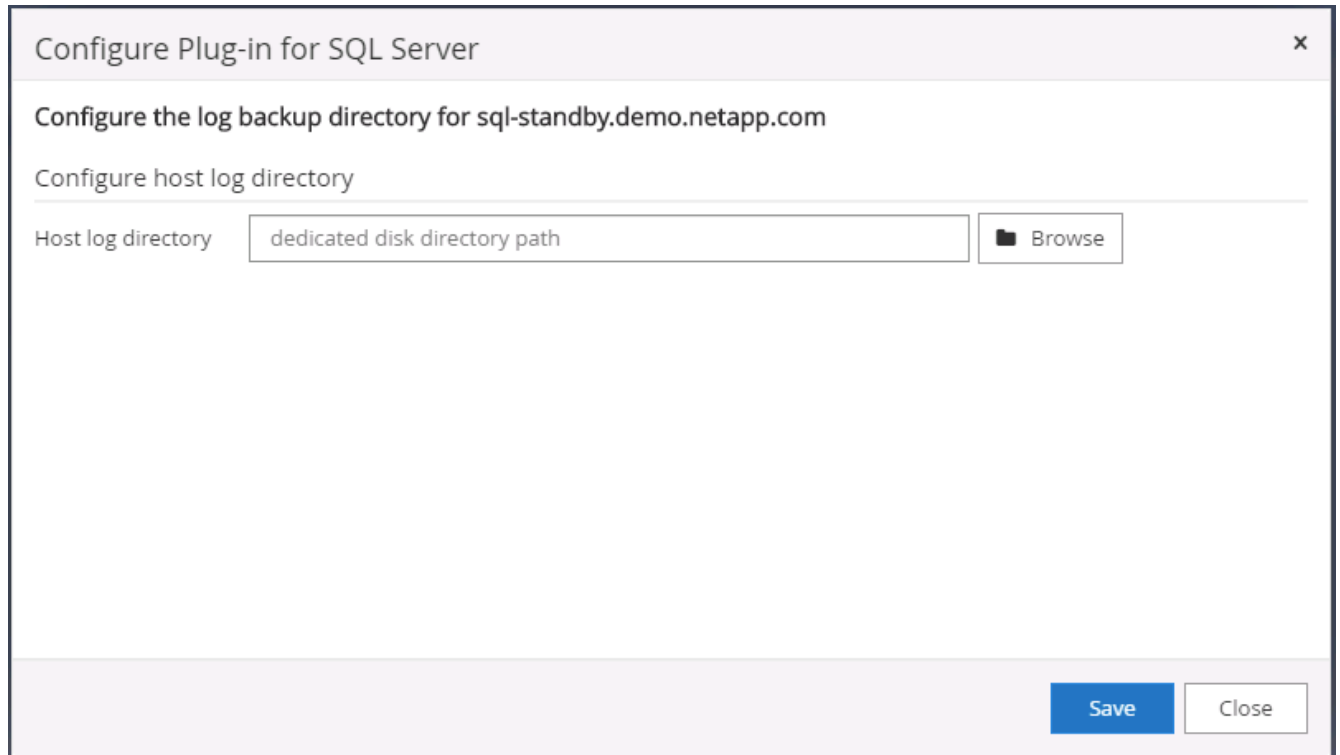 Configure Plug-in for SQL Server ×
Configure the log backup directory for sql-standby.demo.netapp.com
Configure host log directory
Host log directory dedicated disk directory path Browse
Save Close